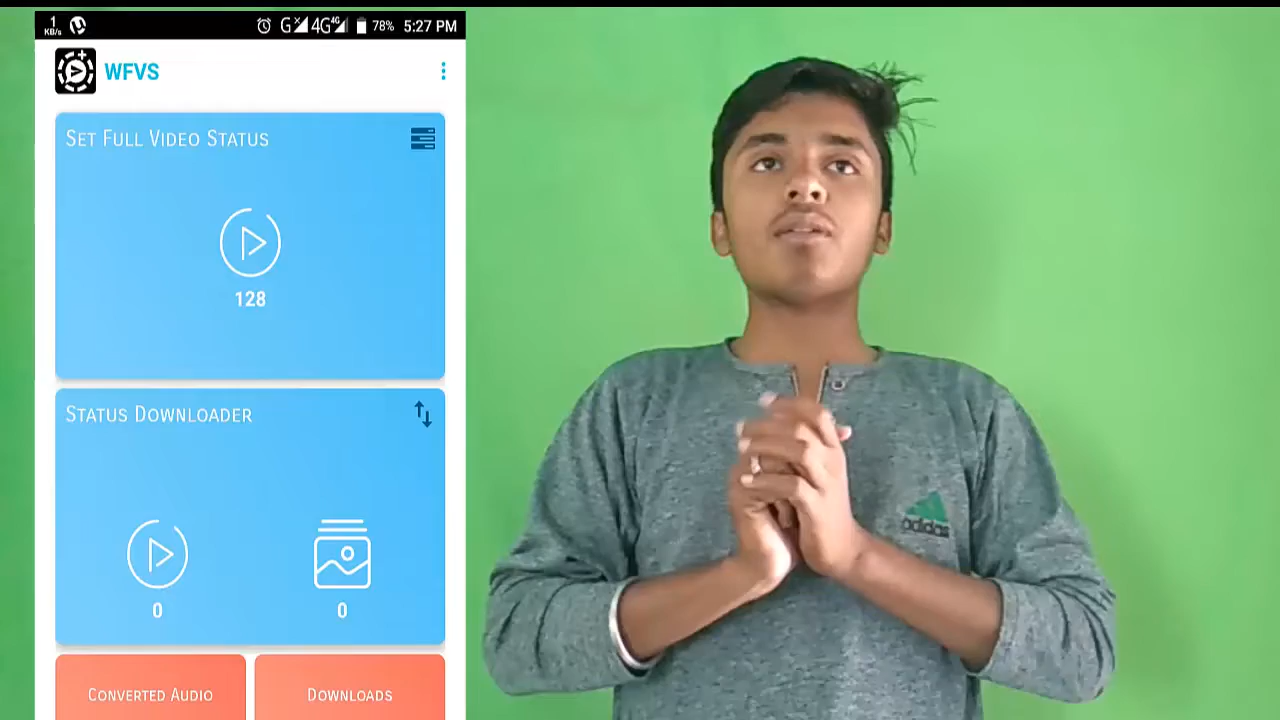 1
KB/s
G 4G 4G 78% 5:27 PM
WFVS
SET FULL VIDEO STATUS
128
STATUS DOWNLOADER
0 0
CONVERTED AUDIO DOWNLOADS
adidas